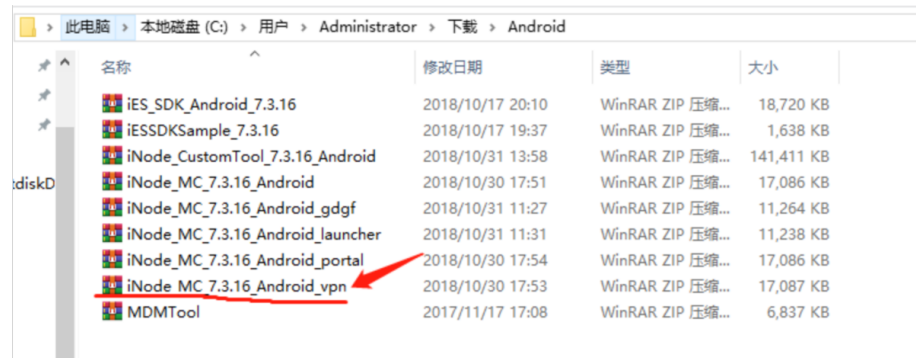 此电脑 > 本地磁盘 (C:) > 用户 > Administrator > 下载 > Android
名称 修改日期 类型 大小
iES_SDK_Android_7.3.16 2018/10/17 20:10 WinRAR ZIP 压缩... 18,720 KB
iESSDKSample_7.3.16 2018/10/17 19:37 WinRAR ZIP 压缩... 1,638 KB
iNode_CustomTool_7.3.16_Android 2018/10/31 13:58 WinRAR ZIP 压缩... 141,411 KB
tdiskD iNode_MC_7.3.16_Android 2018/10/30 17:51 WinRAR ZIP 压缩... 17,086 KB
iNode_MC_7.3.16_Android_gdgf 2018/10/31 11:27 WinRAR ZIP 压缩... 11,264 KB
iNode_MC_7.3.16_Android_launcher 2018/10/31 11:31 WinRAR ZIP 压缩... 11,238 KB
iNode_MC_7.3.16_Android_portal 2018/10/30 17:54 WinRAR ZIP 压缩... 17,086 KB
iNode_MC_7.3.16_Android_vpn 2018/10/30 17:53 WinRAR ZIP 压缩... 17,087 KB
MDMTool 2017/11/17 17:08 WinRAR ZIP 压缩... 6,837 KB